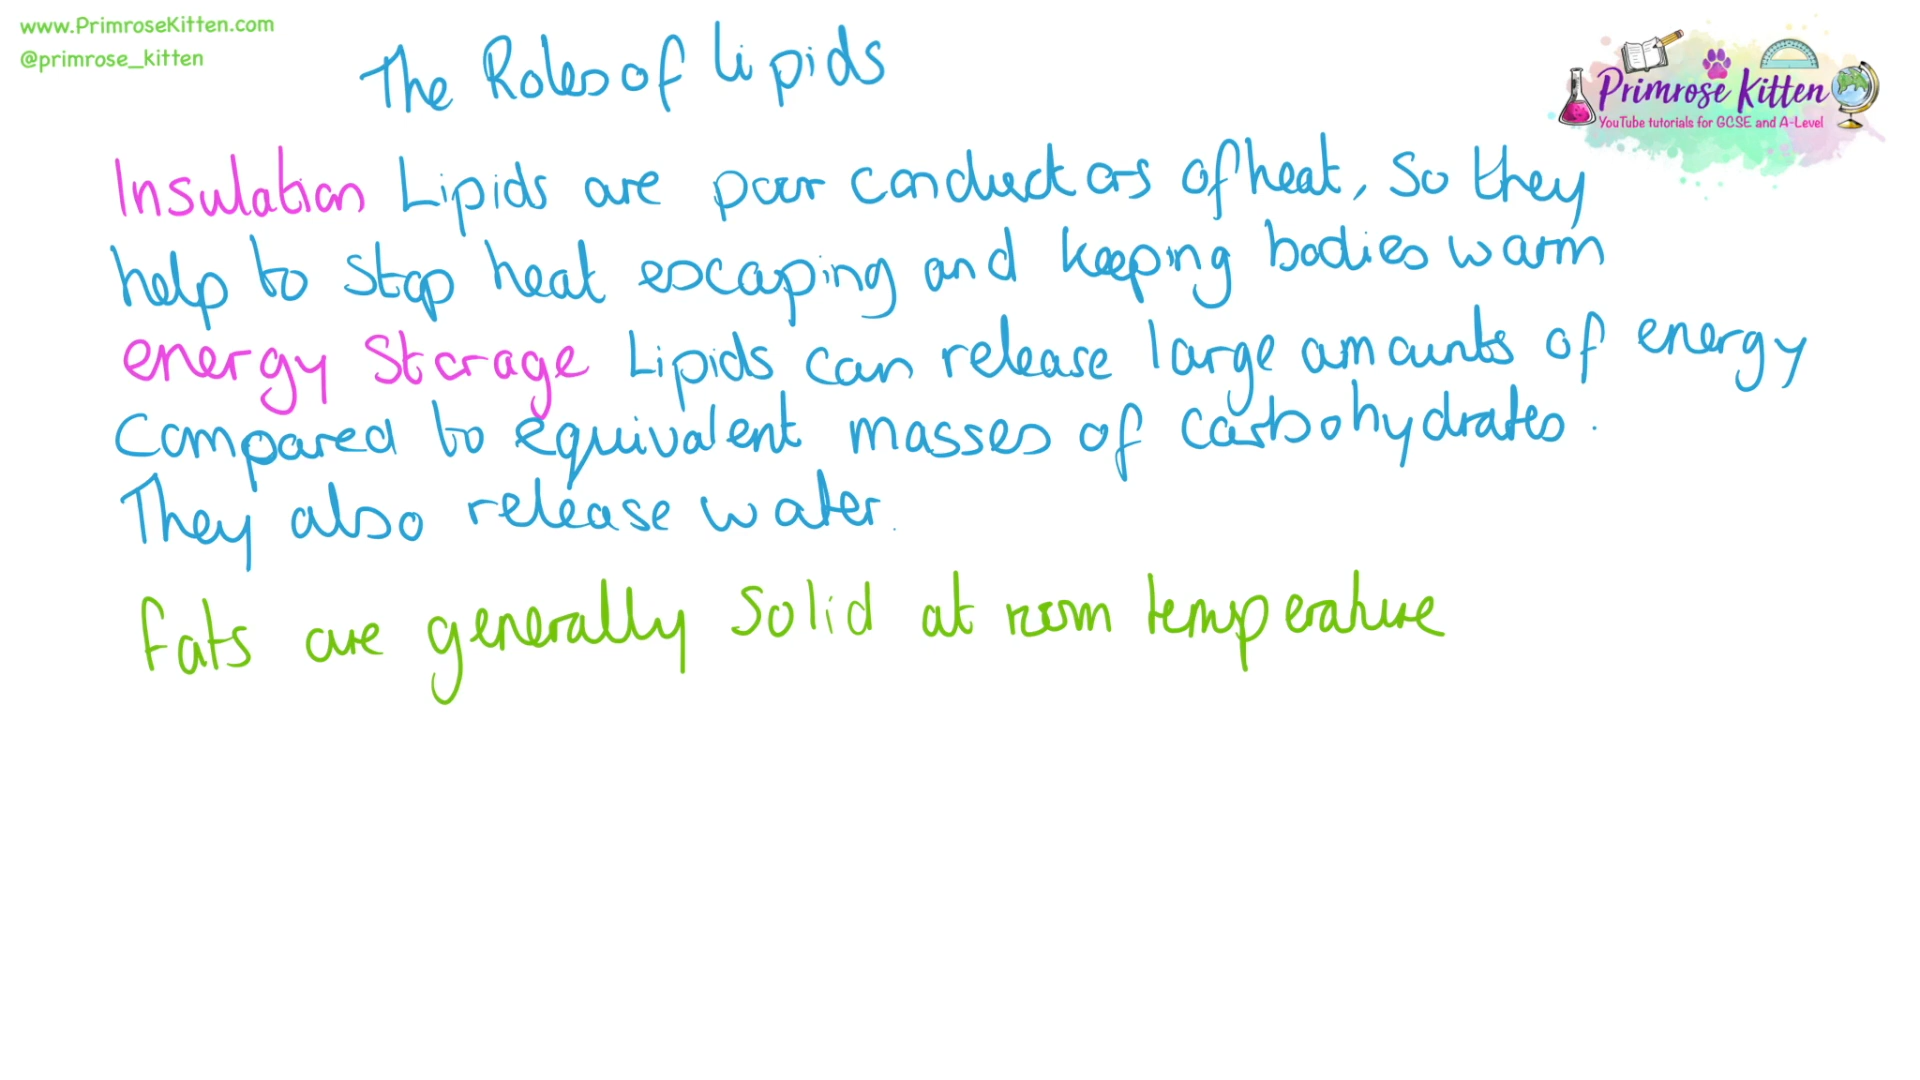 www.PrimroseKitten.com
@primrose_kitten
The Roles of Lipids
Primrose Kitten
YouTube tutorials for GCSE and A-Level
Insulation Lipids are poor conductors of heat, so they
help to stop heat escaping and keeping bodies warm
energy Storage Lipids can release large amounts of energy
Compared to equivalent masses of carbohydrates.
They also release water.
Fats are generally solid at room temperature